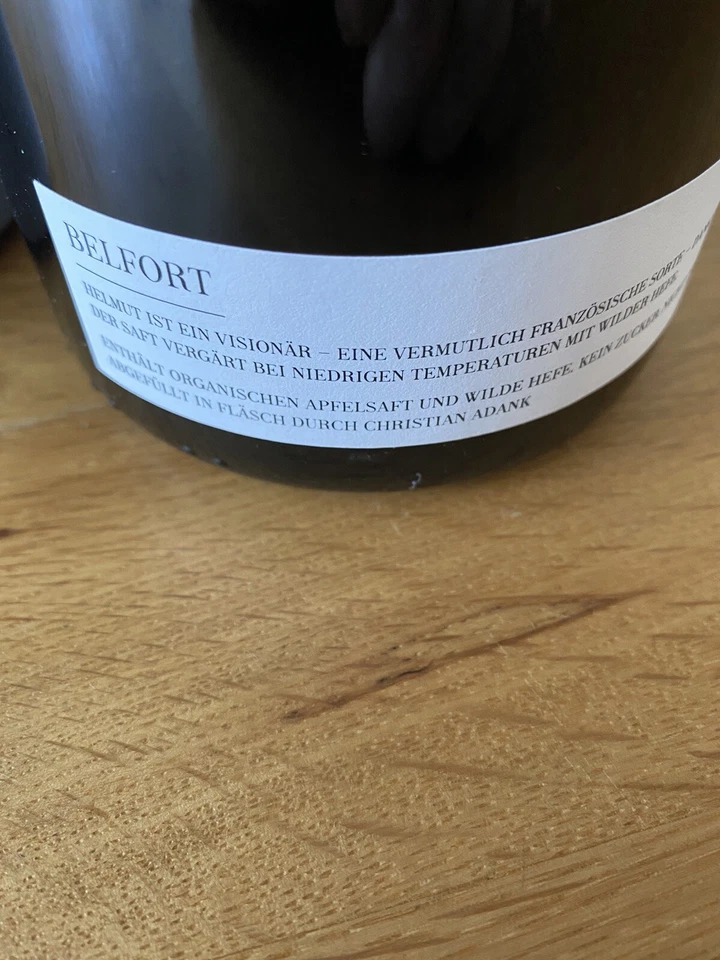 BELFORT
HELMUT IST EIN VISIONÄR – EINE VERMUTLICH FRANZÖSISCHE SORTE –
DER SAFT VERGÄRT BEI NIEDRIGEN TEMPERATUREN MIT WILDER HEFE
ENTHÄLT ORGANISCHEN APFELSAFT UND WILDE HEFE. KEIN ZUCKER
ABGEFÜLLT IN FLÄSCH DURCH CHRISTIAN ADANK